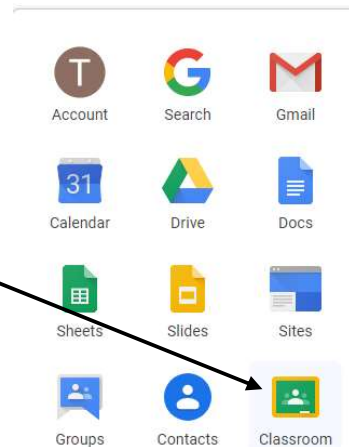 T
G
M
Account Search Gmail
31
Calendar Drive Docs
Sheets Slides Sites
Groups Contacts Classroom